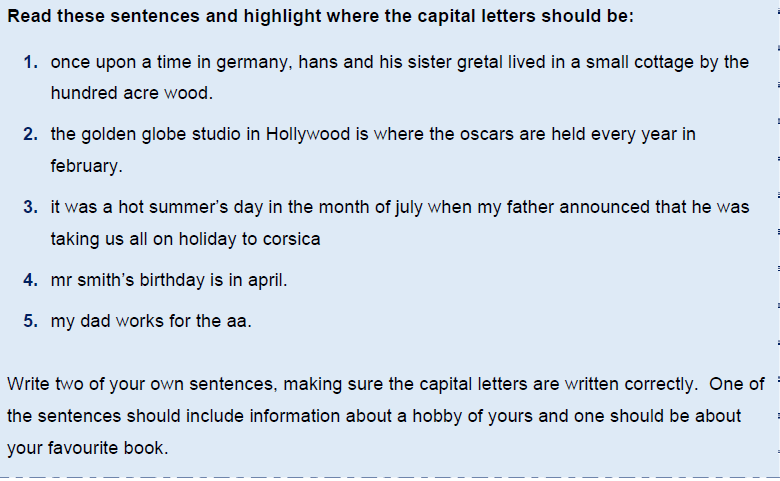 Read these sentences and highlight where the capital letters should be:
1. once upon a time in germany, hans and his sister gretal lived in a small cottage by the
hundred acre wood.
2. the golden globe studio in Hollywood is where the oscars are held every year in
february.
3. it was a hot summer’s day in the month of july when my father announced that he was
taking us all on holiday to corsica
4. mr smith’s birthday is in april.
5. my dad works for the aa.
Write two of your own sentences, making sure the capital letters are written correctly.  One of
the sentences should include information about a hobby of yours and one should be about
your favourite book.